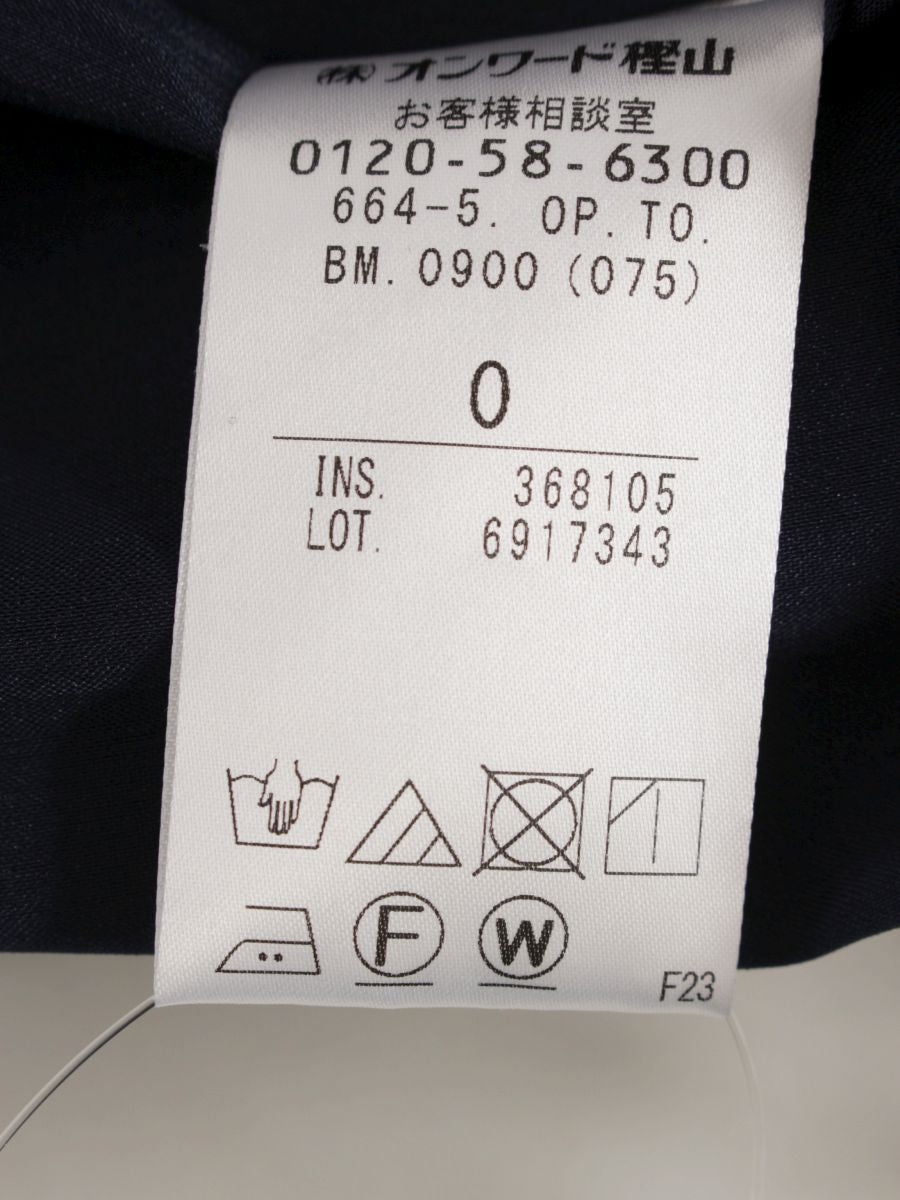 (株)オンワード樫山
お客様相談室
0120-58-6300
664-5. OP. TO.
BM. 0900 (075)
0
INS. 368105
LOT. 6917343
F W
F23